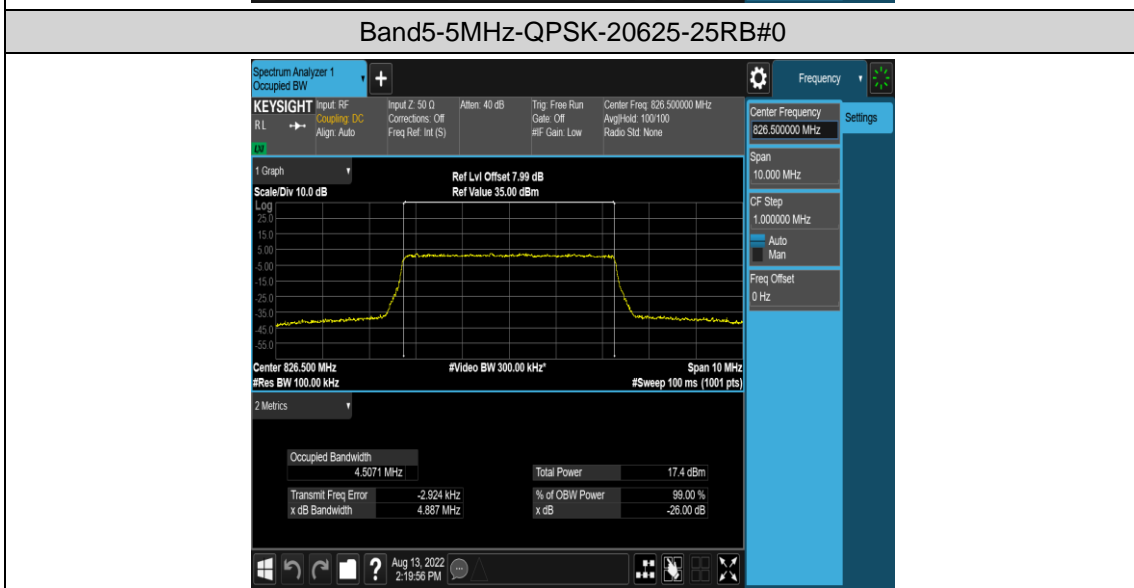 Band5-5MHz-QPSK-20625-25RB#0
Spectrum Analyzer 1
Occupied BW
Frequency
KEYSIGHT
RL
LXI
Input: RF
Coupling: DC
Align: Auto
Input Z: 50 Ω
Corrections: Off
Freq Ref: Int (S)
Atten: 40 dB
Trig: Free Run
Gate: Off
#IF Gain: Low
Center Freq: 826.500000 MHz
Avg|Hold: 100/100
Radio Std: None
Center Frequency
826.500000 MHz
Settings
Span
10.000 MHz
CF Step
1.000000 MHz
Auto
Man
Freq Offset
0 Hz
1 Graph
Scale/Div 10.0 dB
Ref Lvl Offset 7.99 dB
Ref Value 35.00 dBm
Log
25.0
15.0
5.00
-5.00
-15.0
-25.0
-35.0
-45.0
-55.0
Center 826.500 MHz
#Video BW 300.00 kHz*
Span 10 MHz
#Res BW 100.00 kHz
#Sweep 100 ms (1001 pts)
2 Metrics
Occupied Bandwidth
4.5071 MHz
Total Power 17.4 dBm
Transmit Freq Error -2.924 kHz
% of OBW Power 99.00 %
x dB Bandwidth 4.887 MHz
x dB -26.00 dB
?
Aug 13, 2022
2:19:56 PM